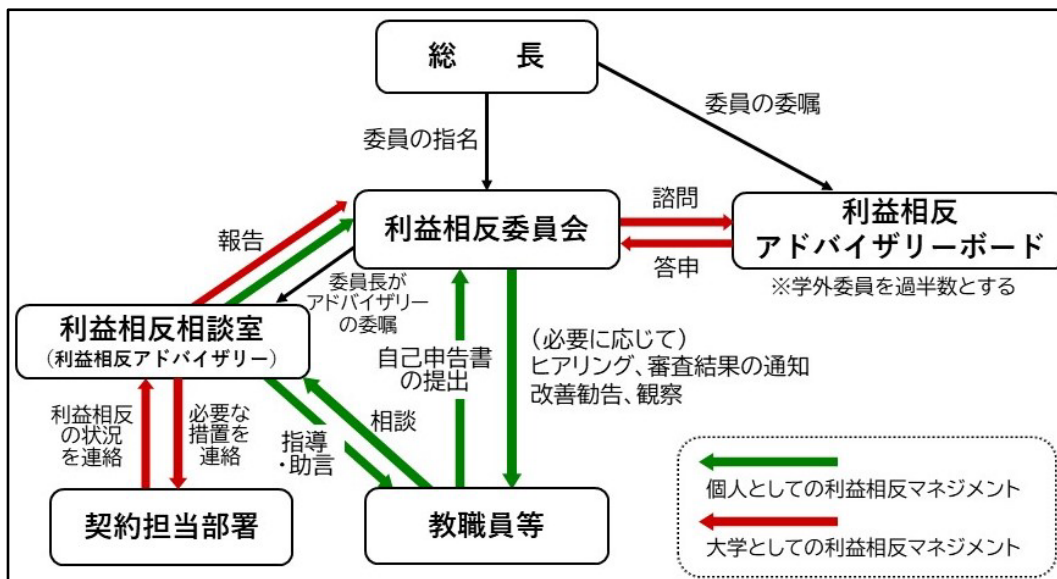 総　長
委員の委嘱
委員の指名
利益相反委員会
諮問
答申
利益相反
アドバイザリーボード
※学外委員を過半数とする
報告
委員長が
アドバイザリー
の委嘱
利益相反相談室
（利益相反アドバイザリー）
自己申告書
の提出
（必要に応じて）
ヒアリング、審査結果の通知
改善勧告、観察
利益相反
の状況
を連絡
必要な
措置を
連絡
指導
・助言
相談
契約担当部署
教職員等
個人としての利益相反マネジメント
大学としての利益相反マネジメント